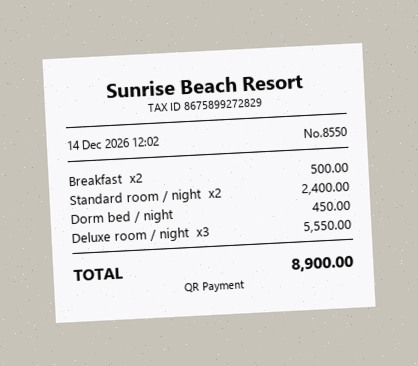 Sunrise Beach Resort
TAX ID 8675899272829
14 Dec 2026 12:02 No.8550
Breakfast x2 500.00
Standard room / night x2 2,400.00
Dorm bed / night 450.00
Deluxe room / night x3 5,550.00
TOTAL 8,900.00
QR Payment